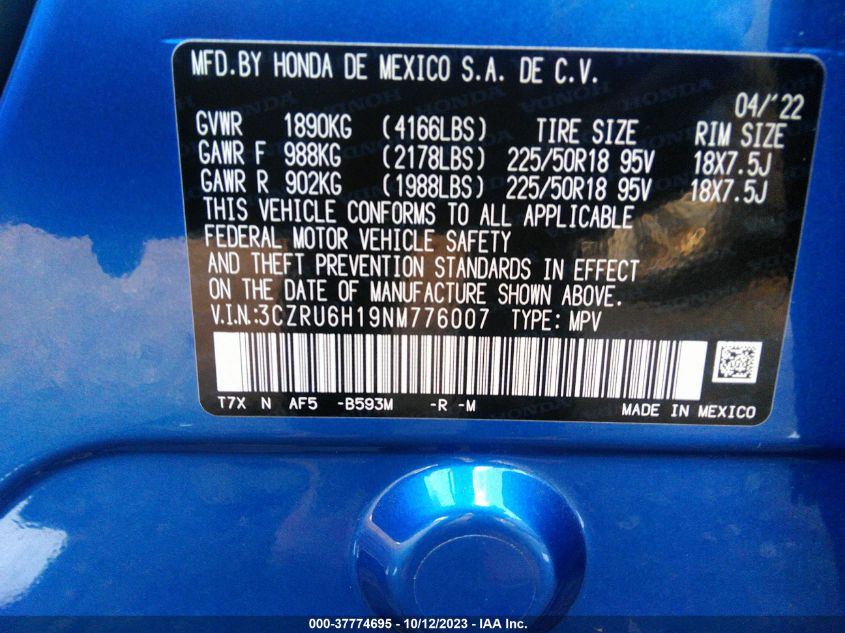 MFD.BY HONDA DE MEXICO S.A. DE C.V.
04/'22
GVWR 1890KG (4166LBS) TIRE SIZE RIM SIZE
GAWR F 988KG (2178LBS) 225/50R18 95V 18X7.5J
GAWR R 902KG (1988LBS) 225/50R18 95V 18X7.5J
THIS VEHICLE CONFORMS TO ALL APPLICABLE
FEDERAL MOTOR VEHICLE SAFETY
AND THEFT PREVENTION STANDARDS IN EFFECT
ON THE DATE OF MANUFACTURE SHOWN ABOVE.
V.I.N.:3CZRU6H19NM776007 TYPE: MPV
T7X N AF5 -B593M -R -M MADE IN MEXICO
000-37774695 - 10/12/2023 - IAA Inc.